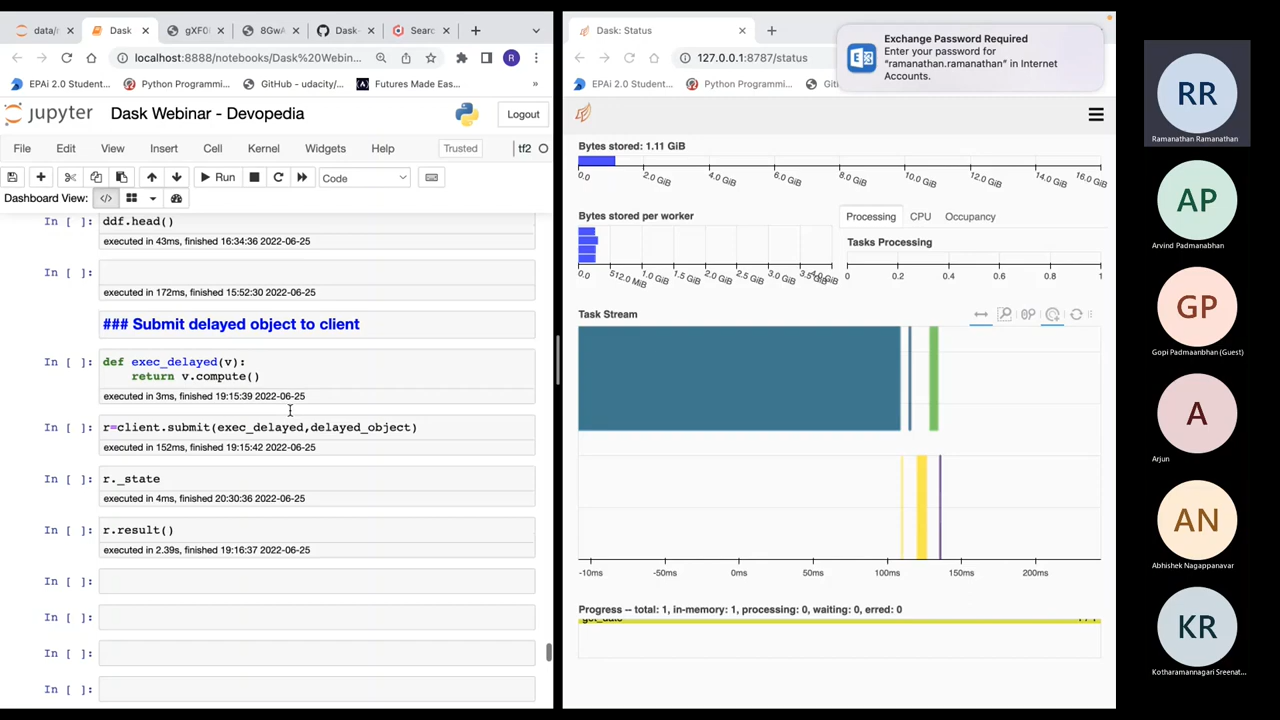 data/r
Dask
gXF0l
8GwA
Dask-
Searc
localhost:8888/notebooks/Dask%20Webin...
EPAi 2.0 Student...
Python Programmi...
GitHub - udacity/...
Futures Made Eas...
»
jupyter
Dask Webinar - Devopedia
Logout
File
Edit
View
Insert
Cell
Kernel
Widgets
Help
Trusted
tf2
Run
Code
Dashboard View:
</>
In [ ]: ddf.head()
executed in 43ms, finished 16:34:36 2022-06-25
In [ ]:
executed in 172ms, finished 15:52:30 2022-06-25
### Submit delayed object to client
In [ ]: def exec_delayed(v):
return v.compute()
executed in 3ms, finished 19:15:39 2022-06-25
In [ ]: r=client.submit(exec_delayed,delayed_object)
executed in 152ms, finished 19:15:42 2022-06-25
In [ ]: r._state
executed in 4ms, finished 20:30:36 2022-06-25
In [ ]: r.result()
executed in 2.39s, finished 19:16:37 2022-06-25
In [ ]:
In [ ]:
In [ ]:
In [ ]:
Dask: Status
127.0.0.1:8787/status
EPAi 2.0 Student...
Python Programmi...
Exchange Password Required
Enter your password for
“ramanathan.ramanathan” in Internet
Accounts.
Bytes stored: 1.11 GiB
0.0 2.0 GiB 4.0 GiB 6.0 GiB 8.0 GiB 10.0 GiB 12.0 GiB 14.0 GiB 16.0 GiB
Bytes stored per worker
0.0 512.0 MiB 1.0 GiB 1.5 GiB 2.0 GiB 2.5 GiB 3.0 GiB
Processing
CPU
Occupancy
Tasks Processing
0 0.2 0.4 0.6 0.8 1
Task Stream
-10ms -50ms 0ms 50ms 100ms 150ms 200ms
Progress -- total: 1, in-memory: 1, processing: 0, waiting: 0, erred: 0
get_date
RR
Ramanathan Ramanathan
AP
Arvind Padmanabhan
GP
Gopi Padmaanbhan (Guest)
A
Arjun
AN
Abhishek Nagappanavar
KR
Kotharamannagari Sreenat...